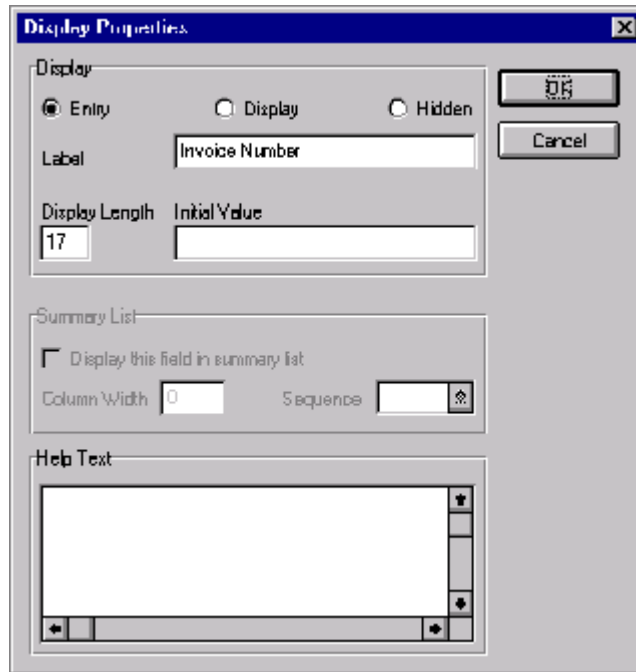 Display Properties
Display
Entry Display Hidden
OK
Cancel
Label Invoice Number
Display Length Initial Value
17
Summary List
Display this field in summary list
Column Width 0 Sequence
Help Text